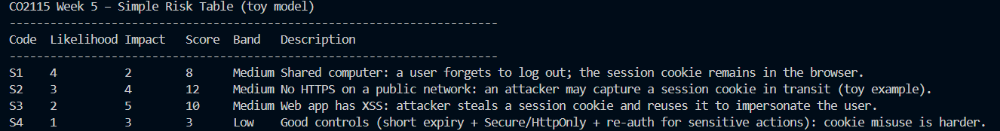 CO2115 Week 5 – Simple Risk Table (toy model)
-----------------------------------------------------------------------
Code Likelihood Impact Score Band Description
-----------------------------------------------------------------------
S1 4 2 8 Medium Shared computer: a user forgets to log out; the session cookie remains in the browser.
S2 3 4 12 Medium No HTTPS on a public network: an attacker may capture a session cookie in transit (toy example).
S3 2 5 10 Medium Web app has XSS: attacker steals a session cookie and reuses it to impersonate the user.
S4 1 3 3 Low Good controls (short expiry + Secure/HttpOnly + re-auth for sensitive actions): cookie misuse is harder.